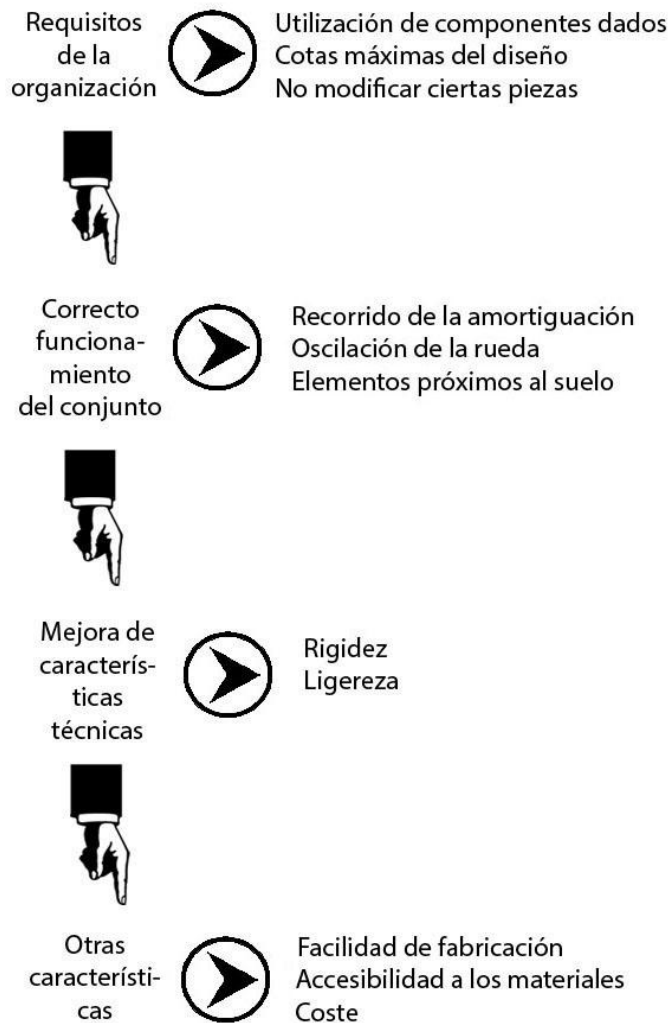 Requisitos
de la
organización
Utilización de componentes dados
Cotas máximas del diseño
No modificar ciertas piezas
Correcto
funciona-
miento
del conjunto
Recorrido de la amortiguación
Oscilación de la rueda
Elementos próximos al suelo
Mejora de
caracterís-
ticas
técnicas
Rigidez
Ligereza
Otras
característi-
cas
Facilidad de fabricación
Accesibilidad a los materiales
Coste